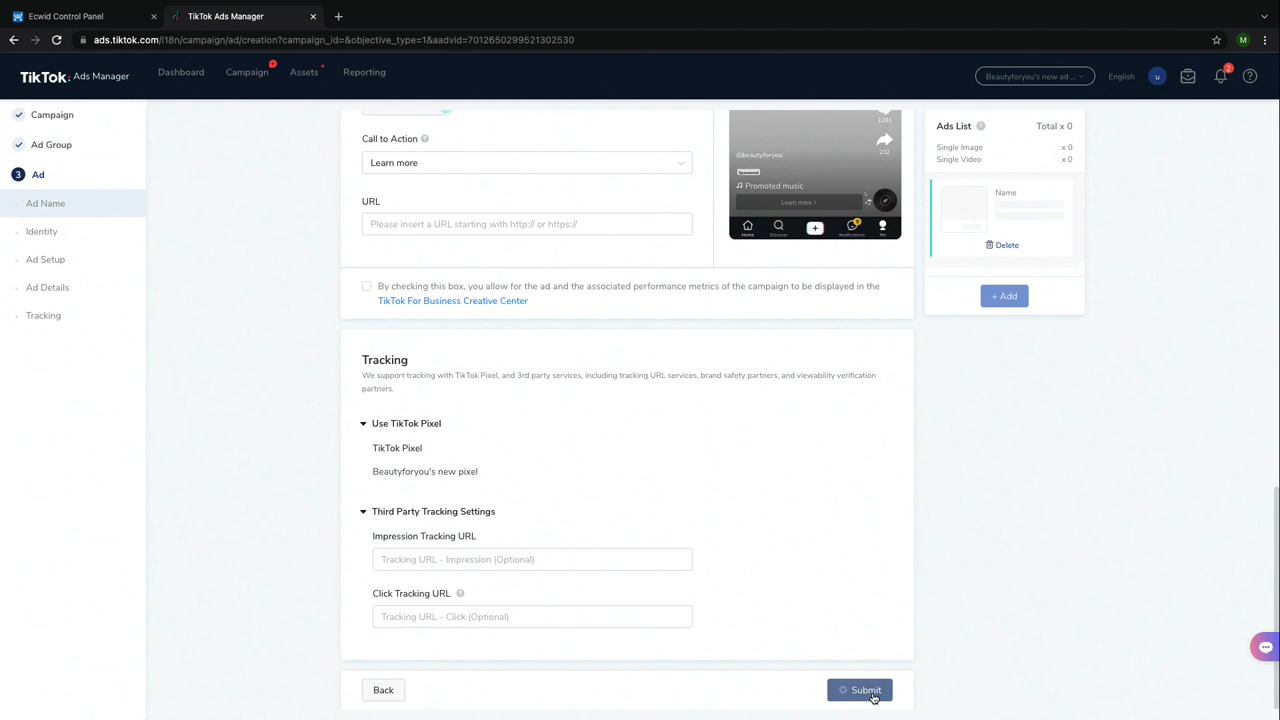 Ecwid Control Panel
TikTok Ads Manager
ads.tiktok.com/i18n/campaign/ad/creation?campaign_id=&objective_type=1&aadvid=7012650299521302530
M
TikTok: Ads Manager
Dashboard
Campaign
Assets
Reporting
Beautyforyou's new ad ...
English
u
2
Campaign
Ad Group
3 Ad
Ad Name
Identity
Ad Setup
Ad Details
Tracking
Call to Action
Learn more
URL
Please insert a URL starting with http:// or https://
1281
232
@beautyforyou
Promoted music
Learn more
Home
Discover
Notifications
Me
By checking this box, you allow for the ad and the associated performance metrics of the campaign to be displayed in the
TikTok For Business Creative Center
Ads List
Total x 0
Single Image x 0
Single Video x 0
Name
Delete
+ Add
Tracking
We support tracking with TikTok Pixel, and 3rd party services, including tracking URL services, brand safety partners, and viewability verification
partners.
Use TikTok Pixel
TikTok Pixel
Beautyforyou's new pixel
Third Party Tracking Settings
Impression Tracking URL
Tracking URL - Impression (Optional)
Click Tracking URL
Tracking URL - Click (Optional)
Back
Submit